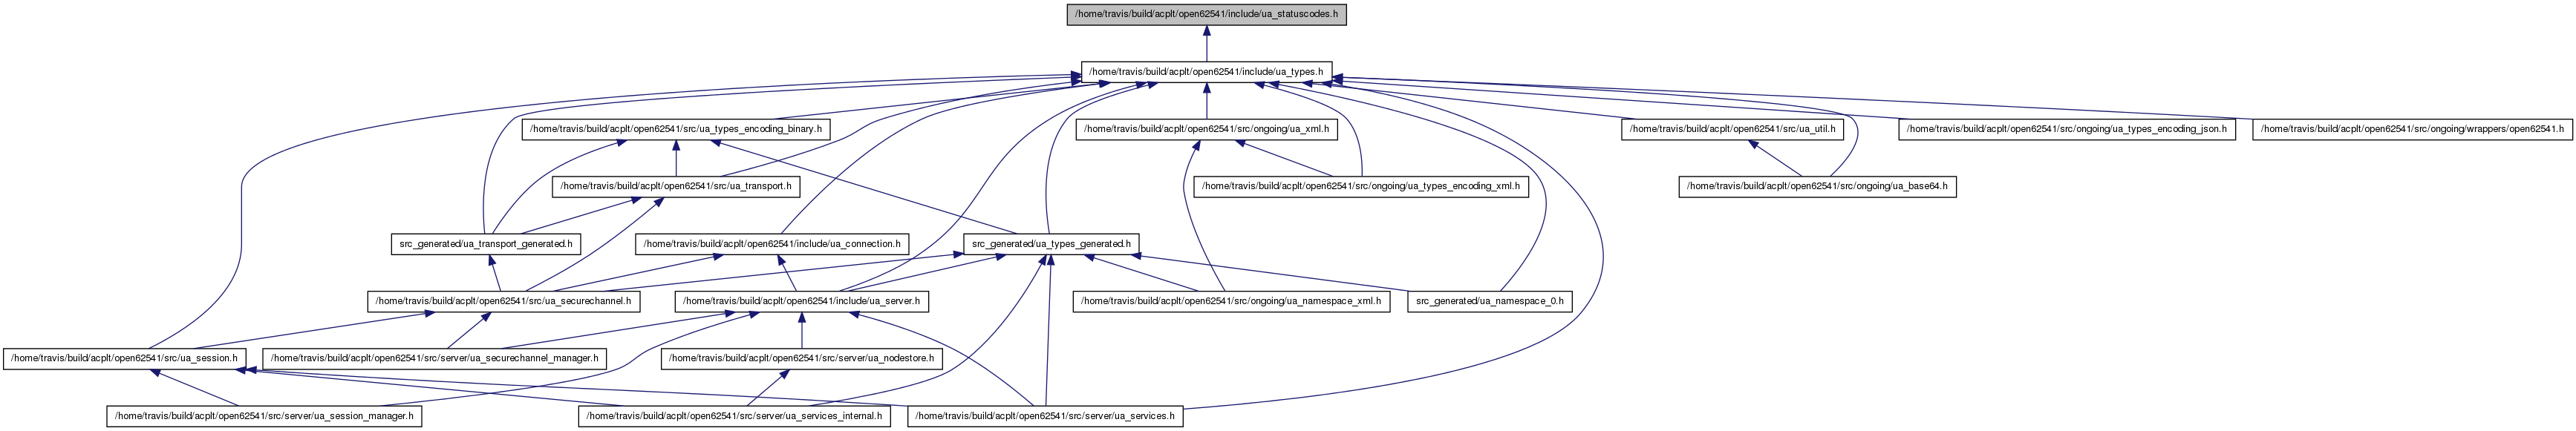 /home/travis/build/acplt/open62541/include/ua_statuscodes.h
/home/travis/build/acplt/open62541/include/ua_types.h
/home/travis/build/acplt/open62541/src/ua_types_encoding_binary.h
/home/travis/build/acplt/open62541/src/ongoing/ua_xml.h
/home/travis/build/acplt/open62541/src/ua_util.h
/home/travis/build/acplt/open62541/src/ongoing/ua_types_encoding_json.h
/home/travis/build/acplt/open62541/src/ongoing/wrappers/open62541.h
/home/travis/build/acplt/open62541/src/ua_transport.h
/home/travis/build/acplt/open62541/src/ongoing/ua_types_encoding_xml.h
/home/travis/build/acplt/open62541/src/ongoing/ua_base64.h
src_generated/ua_transport_generated.h
/home/travis/build/acplt/open62541/include/ua_connection.h
src_generated/ua_types_generated.h
/home/travis/build/acplt/open62541/src/ua_securechannel.h
/home/travis/build/acplt/open62541/include/ua_server.h
/home/travis/build/acplt/open62541/src/ongoing/ua_namespace_xml.h
src_generated/ua_namespace_0.h
/home/travis/build/acplt/open62541/src/ua_session.h
/home/travis/build/acplt/open62541/src/server/ua_securechannel_manager.h
/home/travis/build/acplt/open62541/src/server/ua_nodestore.h
/home/travis/build/acplt/open62541/src/server/ua_session_manager.h
/home/travis/build/acplt/open62541/src/server/ua_services_internal.h
/home/travis/build/acplt/open62541/src/server/ua_services.h